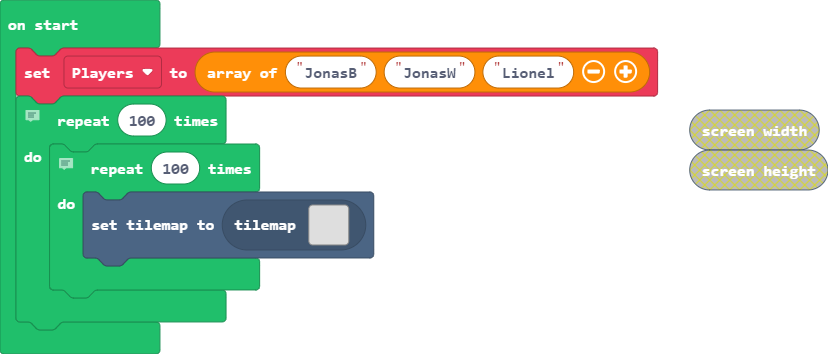 on start
set Players to array of "JonasB" "JonasW" "Lionel"
repeat 100 times
screen width
do
repeat 100 times
screen height
do
set tilemap to tilemap